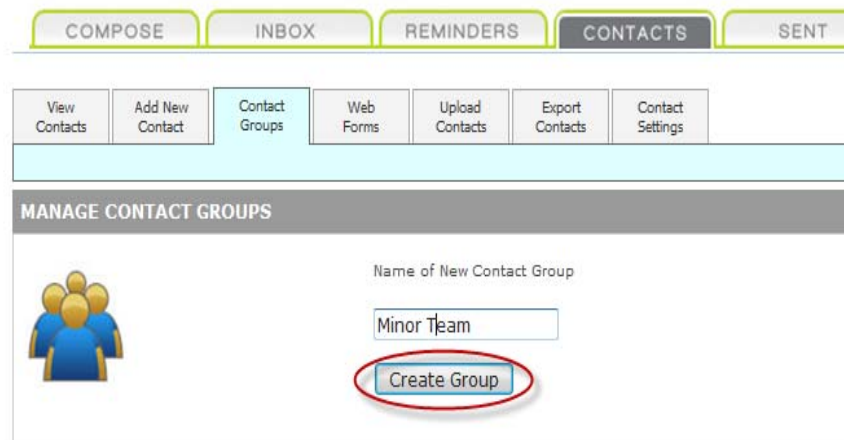 COMPOSE INBOX REMINDERS CONTACTS SENT
View Contacts
Add New Contact
Contact Groups
Web Forms
Upload Contacts
Export Contacts
Contact Settings
MANAGE CONTACT GROUPS
Name of New Contact Group
Minor Team
Create Group